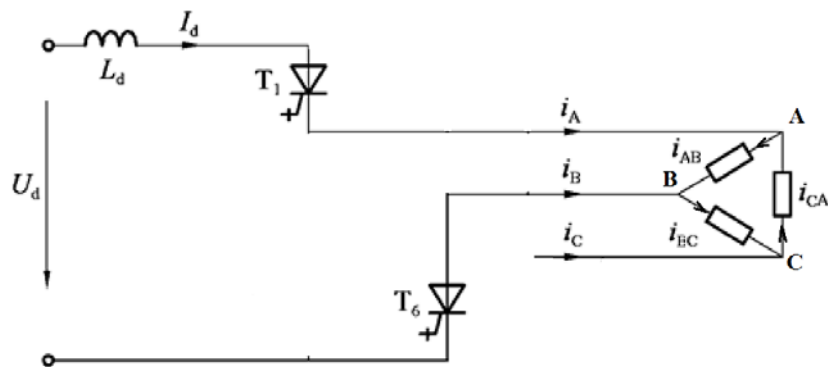 I_d
L_d
T_1
U_d
i_A
A
i_AB
B
i_B
i_CA
i_BC
i_C
C
T_6